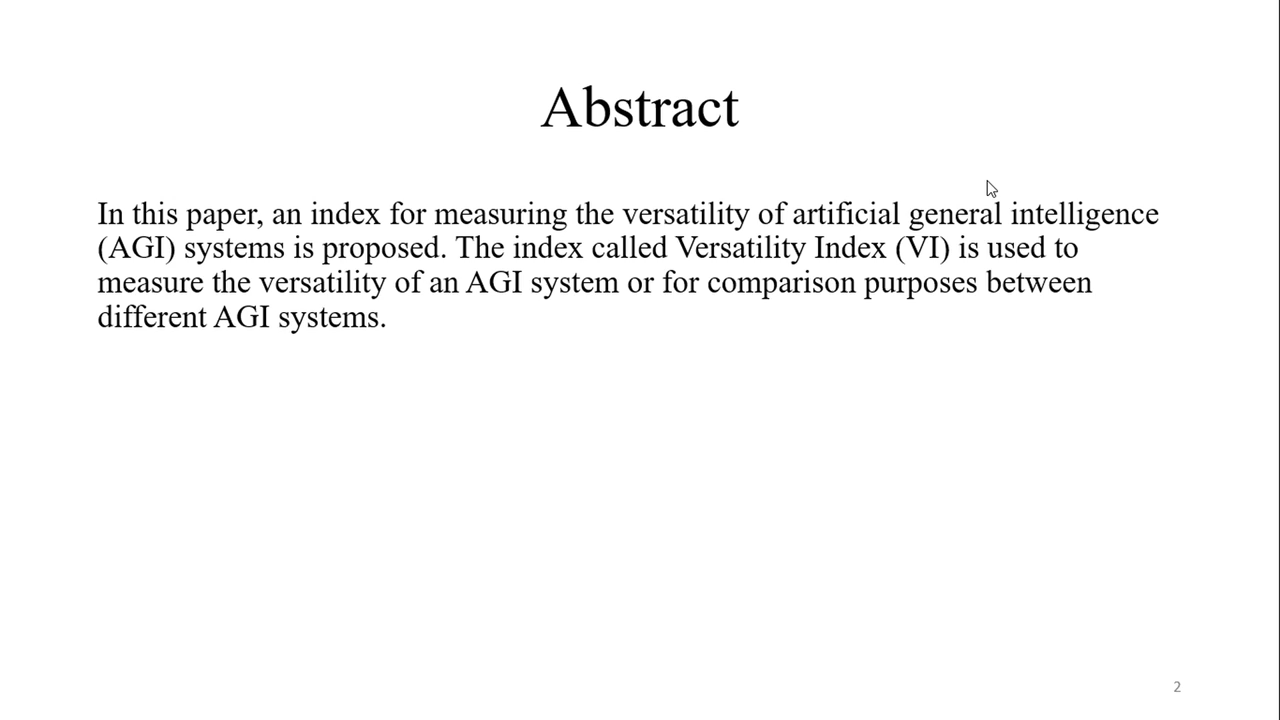 Abstract
In this paper, an index for measuring the versatility of artificial general intelligence
(AGI) systems is proposed. The index called Versatility Index (VI) is used to
measure the versatility of an AGI system or for comparison purposes between
different AGI systems.
2